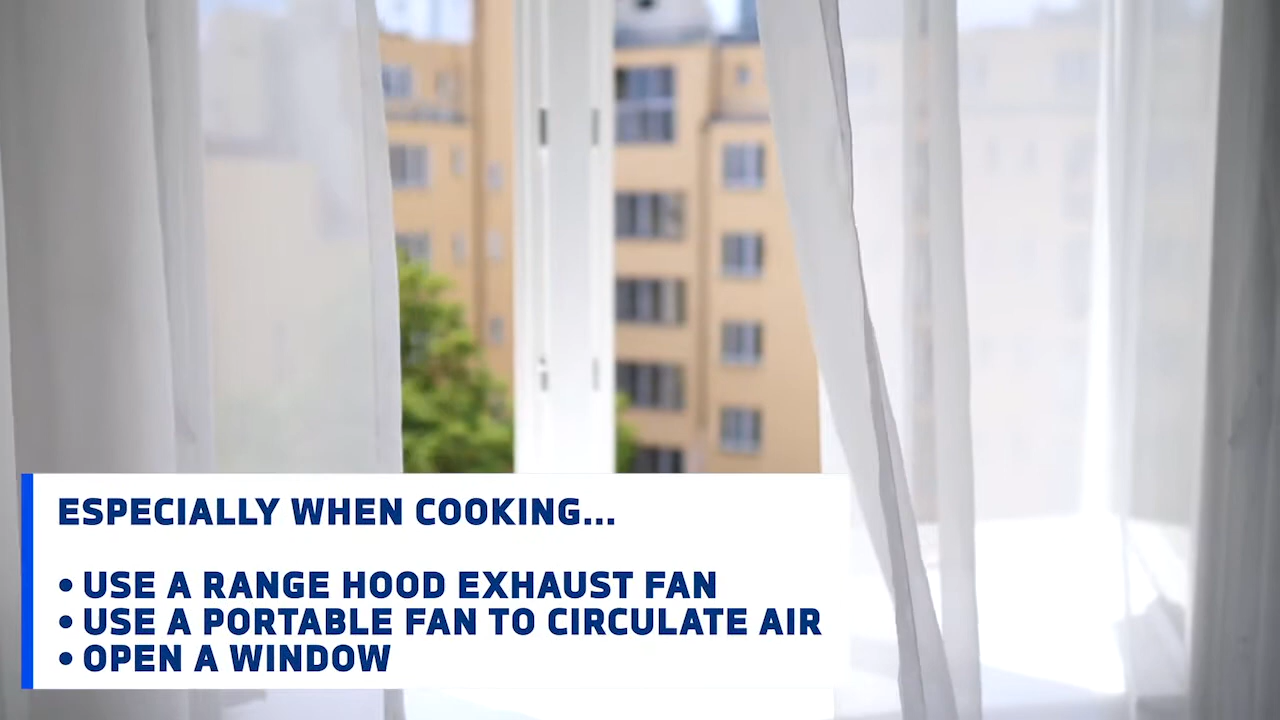 ESPECIALLY WHEN COOKING...
• USE A RANGE HOOD EXHAUST FAN
• USE A PORTABLE FAN TO CIRCULATE AIR
• OPEN A WINDOW